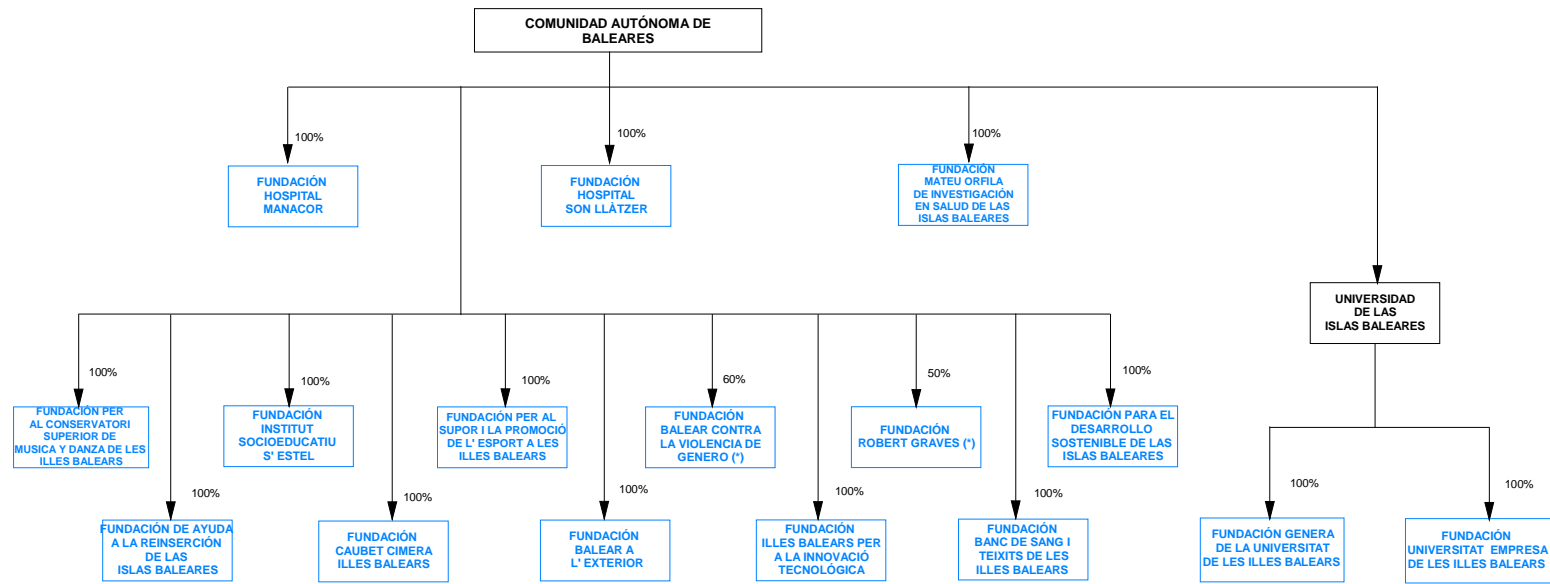 COMUNIDAD AUTÓNOMA DE
BALEARES
100%
100%
100%
FUNDACIÓN
HOSPITAL
MANACOR
FUNDACIÓN
HOSPITAL
SON LLÀTZER
FUNDACIÓN
MATEU ORFILA
DE INVESTIGACIÓN
EN SALUD DE LAS
ISLAS BALEARES
UNIVERSIDAD
DE LAS
ISLAS BALEARES
100%
100%
100%
60%
50%
100%
FUNDACIÓN PER
AL CONSERVATORI
SUPERIOR DE
MUSICA Y DANZA DE LES
ILLES BALEARS
FUNDACIÓN
INSTITUT
SOCIOEDUCATIU
S' ESTEL
FUNDACIÓN PER AL
SUPOR I LA PROMOCIÓ
DE L' ESPORT A LES
ILLES BALEARS
FUNDACIÓN
BALEAR CONTRA
LA VIOLENCIA DE
GENERO (*)
FUNDACIÓN
ROBERT GRAVES (*)
FUNDACIÓN PARA EL
DESARROLLO
SOSTENIBLE DE LAS
ISLAS BALEARES
100%
100%
100%
100%
100%
100%
100%
FUNDACIÓN DE AYUDA
A LA REINSERCIÓN
DE LAS
ISLAS BALEARES
FUNDACIÓN
CAUBET CIMERA
ILLES BALEARS
FUNDACIÓN
BALEAR A
L' EXTERIOR
FUNDACIÓN
ILLES BALEARS PER
A LA INNOVACIÓ
TECNOLÓGICA
FUNDACIÓN
BANC DE SANG I
TEIXITS DE LES
ILLES BALEARS
FUNDACIÓN GENERA
DE LA UNIVERSITAT
DE LES ILLES BALEARS
FUNDACIÓN
UNIVERSITAT EMPRESA
DE LES ILLES BALEARS